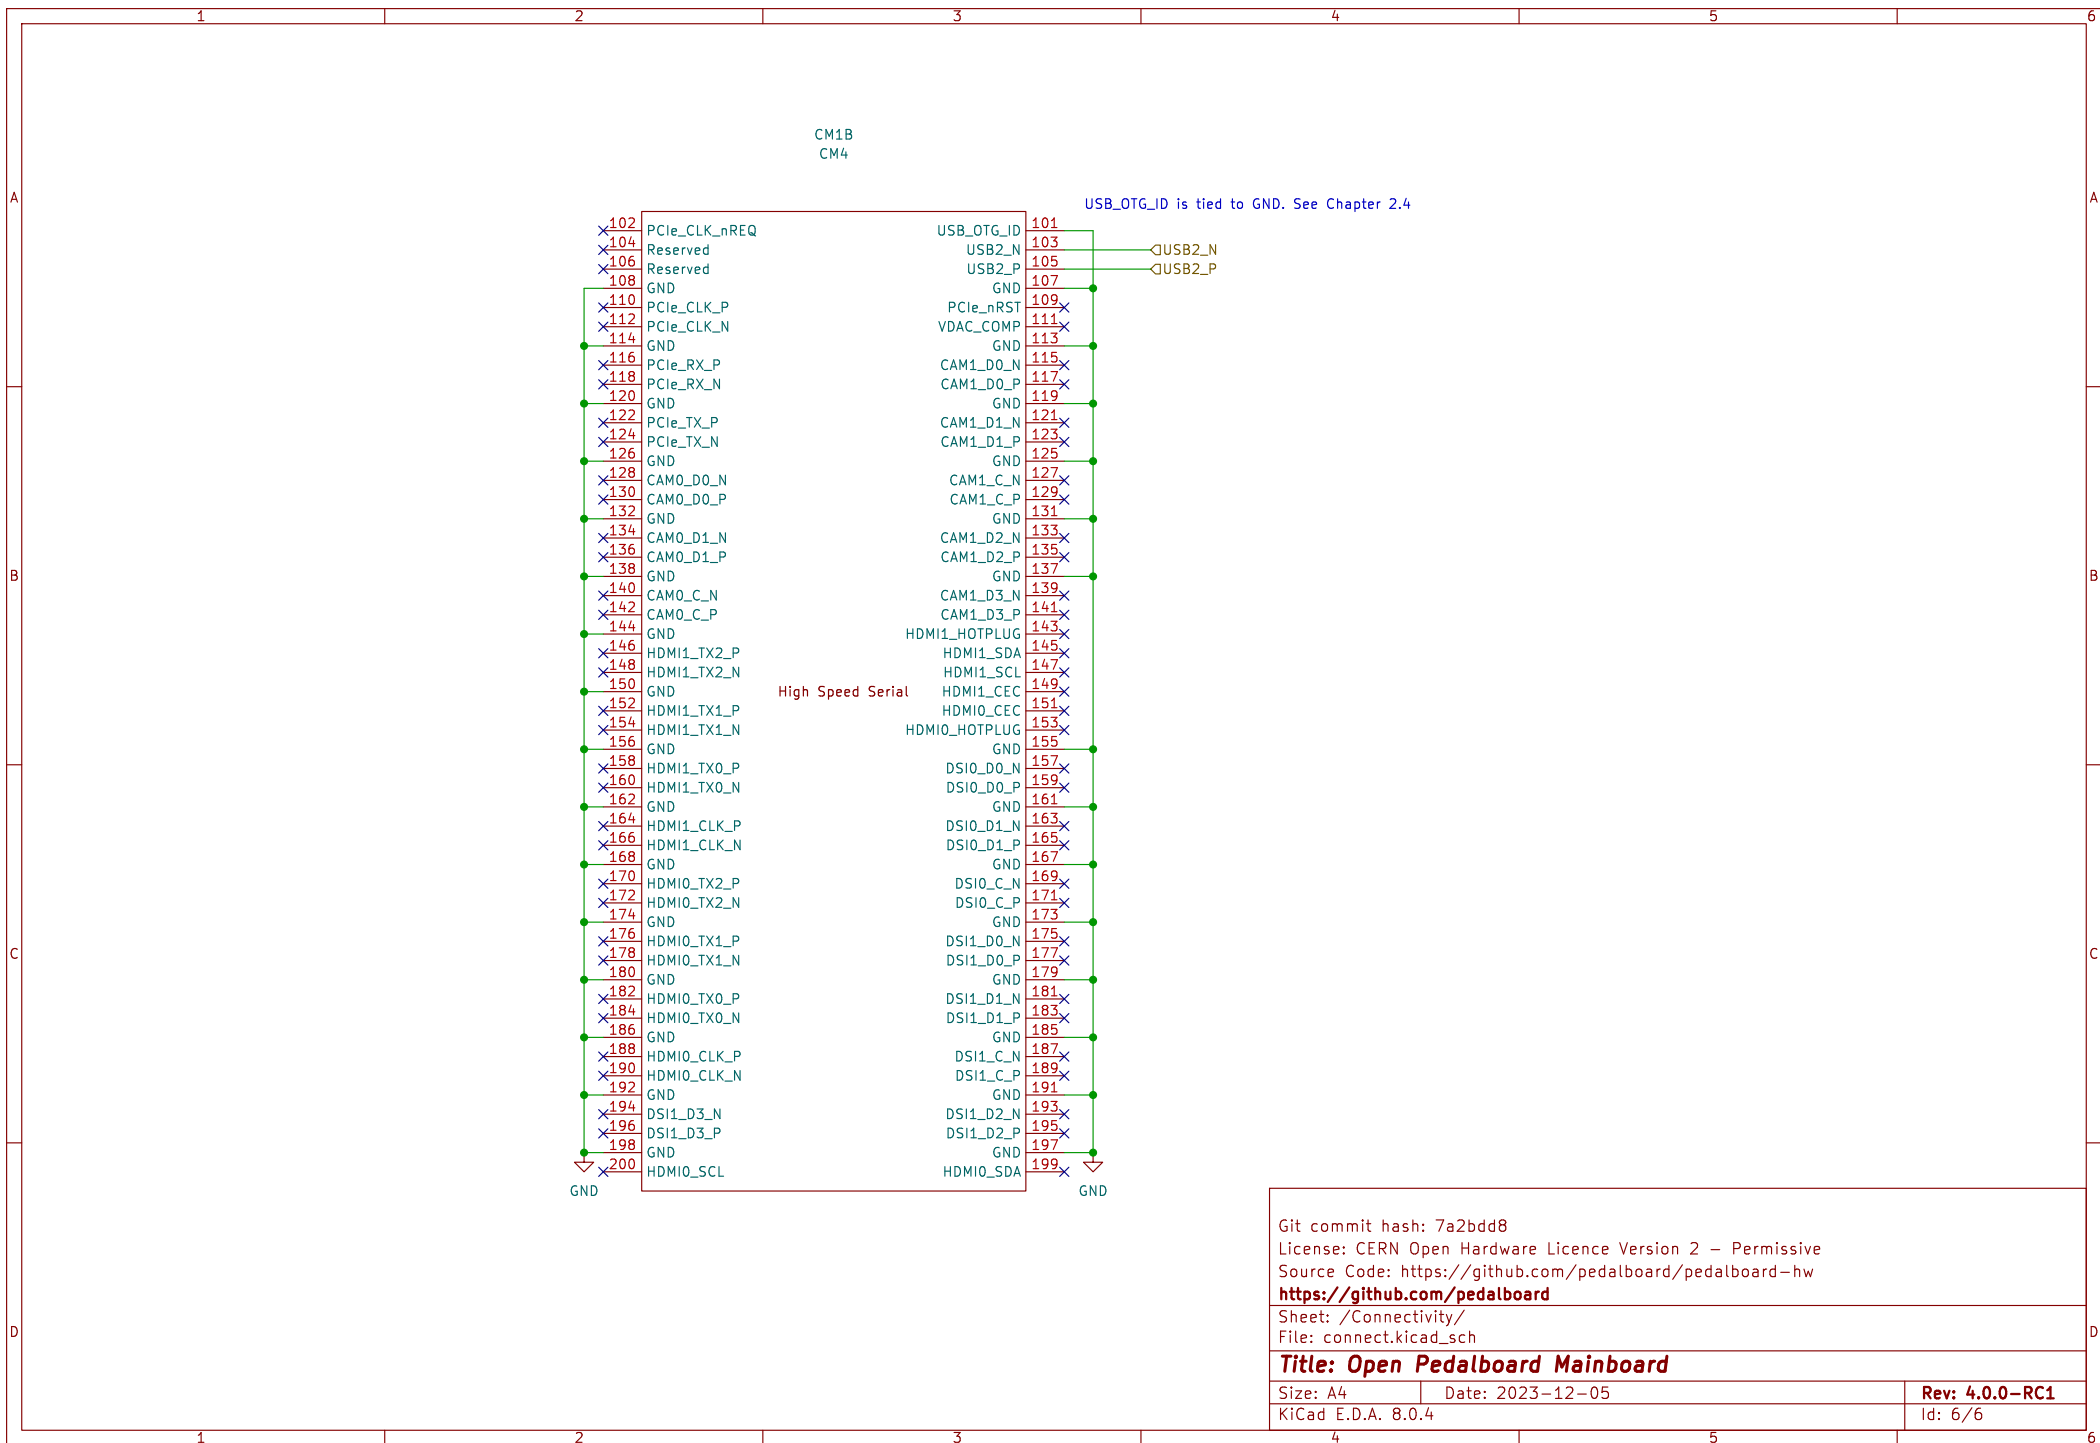 1 2 3 4 5 6
CM1B
CM4
A A
USB_OTG_ID is tied to GND. See Chapter 2.4
102 PCIe_CLK_nREQ USB_OTG_ID 101
104 Reserved USB2_N 103 USB2_N
106 Reserved USB2_P 105 USB2_P
108 GND GND 107
110 PCIe_CLK_P PCIe_nRST 109
112 PCIe_CLK_N VDAC_COMP 111
114 GND GND 113
116 PCIe_RX_P CAM1_D0_N 115
118 PCIe_RX_N CAM1_D0_P 117
120 GND GND 119
122 PCIe_TX_P CAM1_D1_N 121
124 PCIe_TX_N CAM1_D1_P 123
126 GND GND 125
128 CAM0_D0_N CAM1_C_N 127
130 CAM0_D0_P CAM1_C_P 129
132 GND GND 131
134 CAM0_D1_N CAM1_D2_N 133
136 CAM0_D1_P CAM1_D2_P 135
B 138 GND GND 137 B
140 CAM0_C_N CAM1_D3_N 139
142 CAM0_C_P CAM1_D3_P 141
144 GND HDMI1_HOTPLUG 143
146 HDMI1_TX2_P HDMI1_SDA 145
148 HDMI1_TX2_N HDMI1_SCL 147
150 GND High Speed Serial HDMI1_CEC 149
152 HDMI1_TX1_P HDMI0_CEC 151
154 HDMI1_TX1_N HDMI0_HOTPLUG 153
156 GND GND 155
158 HDMI1_TX0_P DSI0_D0_N 157
160 HDMI1_TX0_N DSI0_D0_P 159
162 GND GND 161
164 HDMI1_CLK_P DSI0_D1_N 163
166 HDMI1_CLK_N DSI0_D1_P 165
168 GND GND 167
170 HDMI0_TX2_P DSI0_C_N 169
172 HDMI0_TX2_N DSI0_C_P 171
174 GND GND 173
176 HDMI0_TX1_P DSI1_D0_N 175
C 178 HDMI0_TX1_N DSI1_D0_P 177 C
180 GND GND 179
182 HDMI0_TX0_P DSI1_D1_N 181
184 HDMI0_TX0_N DSI1_D1_P 183
186 GND GND 185
188 HDMI0_CLK_P DSI1_C_N 187
190 HDMI0_CLK_N DSI1_C_P 189
192 GND GND 191
194 DSI1_D3_N DSI1_D2_N 193
196 DSI1_D3_P DSI1_D2_P 195
198 GND GND 197
200 HDMI0_SCL HDMI0_SDA 199
GND GND
Git commit hash: 7a2bdd8
License: CERN Open Hardware Licence Version 2 - Permissive
Source Code: https://github.com/pedalboard/pedalboard-hw
https://github.com/pedalboard
Sheet: /Connectivity/
D D
File: connect.kicad_sch
Title: Open Pedalboard Mainboard
Size: A4 Date: 2023-12-05 Rev: 4.0.0-RC1
KiCad E.D.A. 8.0.4 Id: 6/6
1 2 3 4 5 6